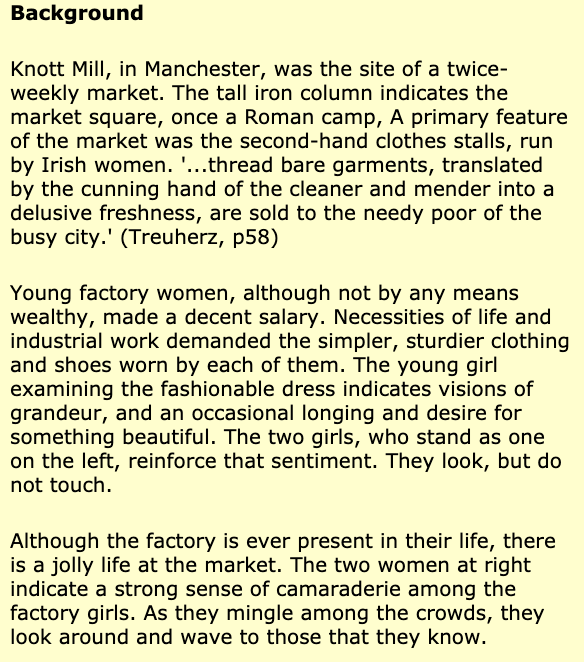 Background
Knott Mill, in Manchester, was the site of a twice-
weekly market. The tall iron column indicates the
market square, once a Roman camp, A primary feature
of the market was the second-hand clothes stalls, run
by Irish women. '...thread bare garments, translated
by the cunning hand of the cleaner and mender into a
delusive freshness, are sold to the needy poor of the
busy city.' (Treuherz, p58)
Young factory women, although not by any means
wealthy, made a decent salary. Necessities of life and
industrial work demanded the simpler, sturdier clothing
and shoes worn by each of them. The young girl
examining the fashionable dress indicates visions of
grandeur, and an occasional longing and desire for
something beautiful. The two girls, who stand as one
on the left, reinforce that sentiment. They look, but do
not touch.
Although the factory is ever present in their life, there
is a jolly life at the market. The two women at right
indicate a strong sense of camaraderie among the
factory girls. As they mingle among the crowds, they
look around and wave to those that they know.